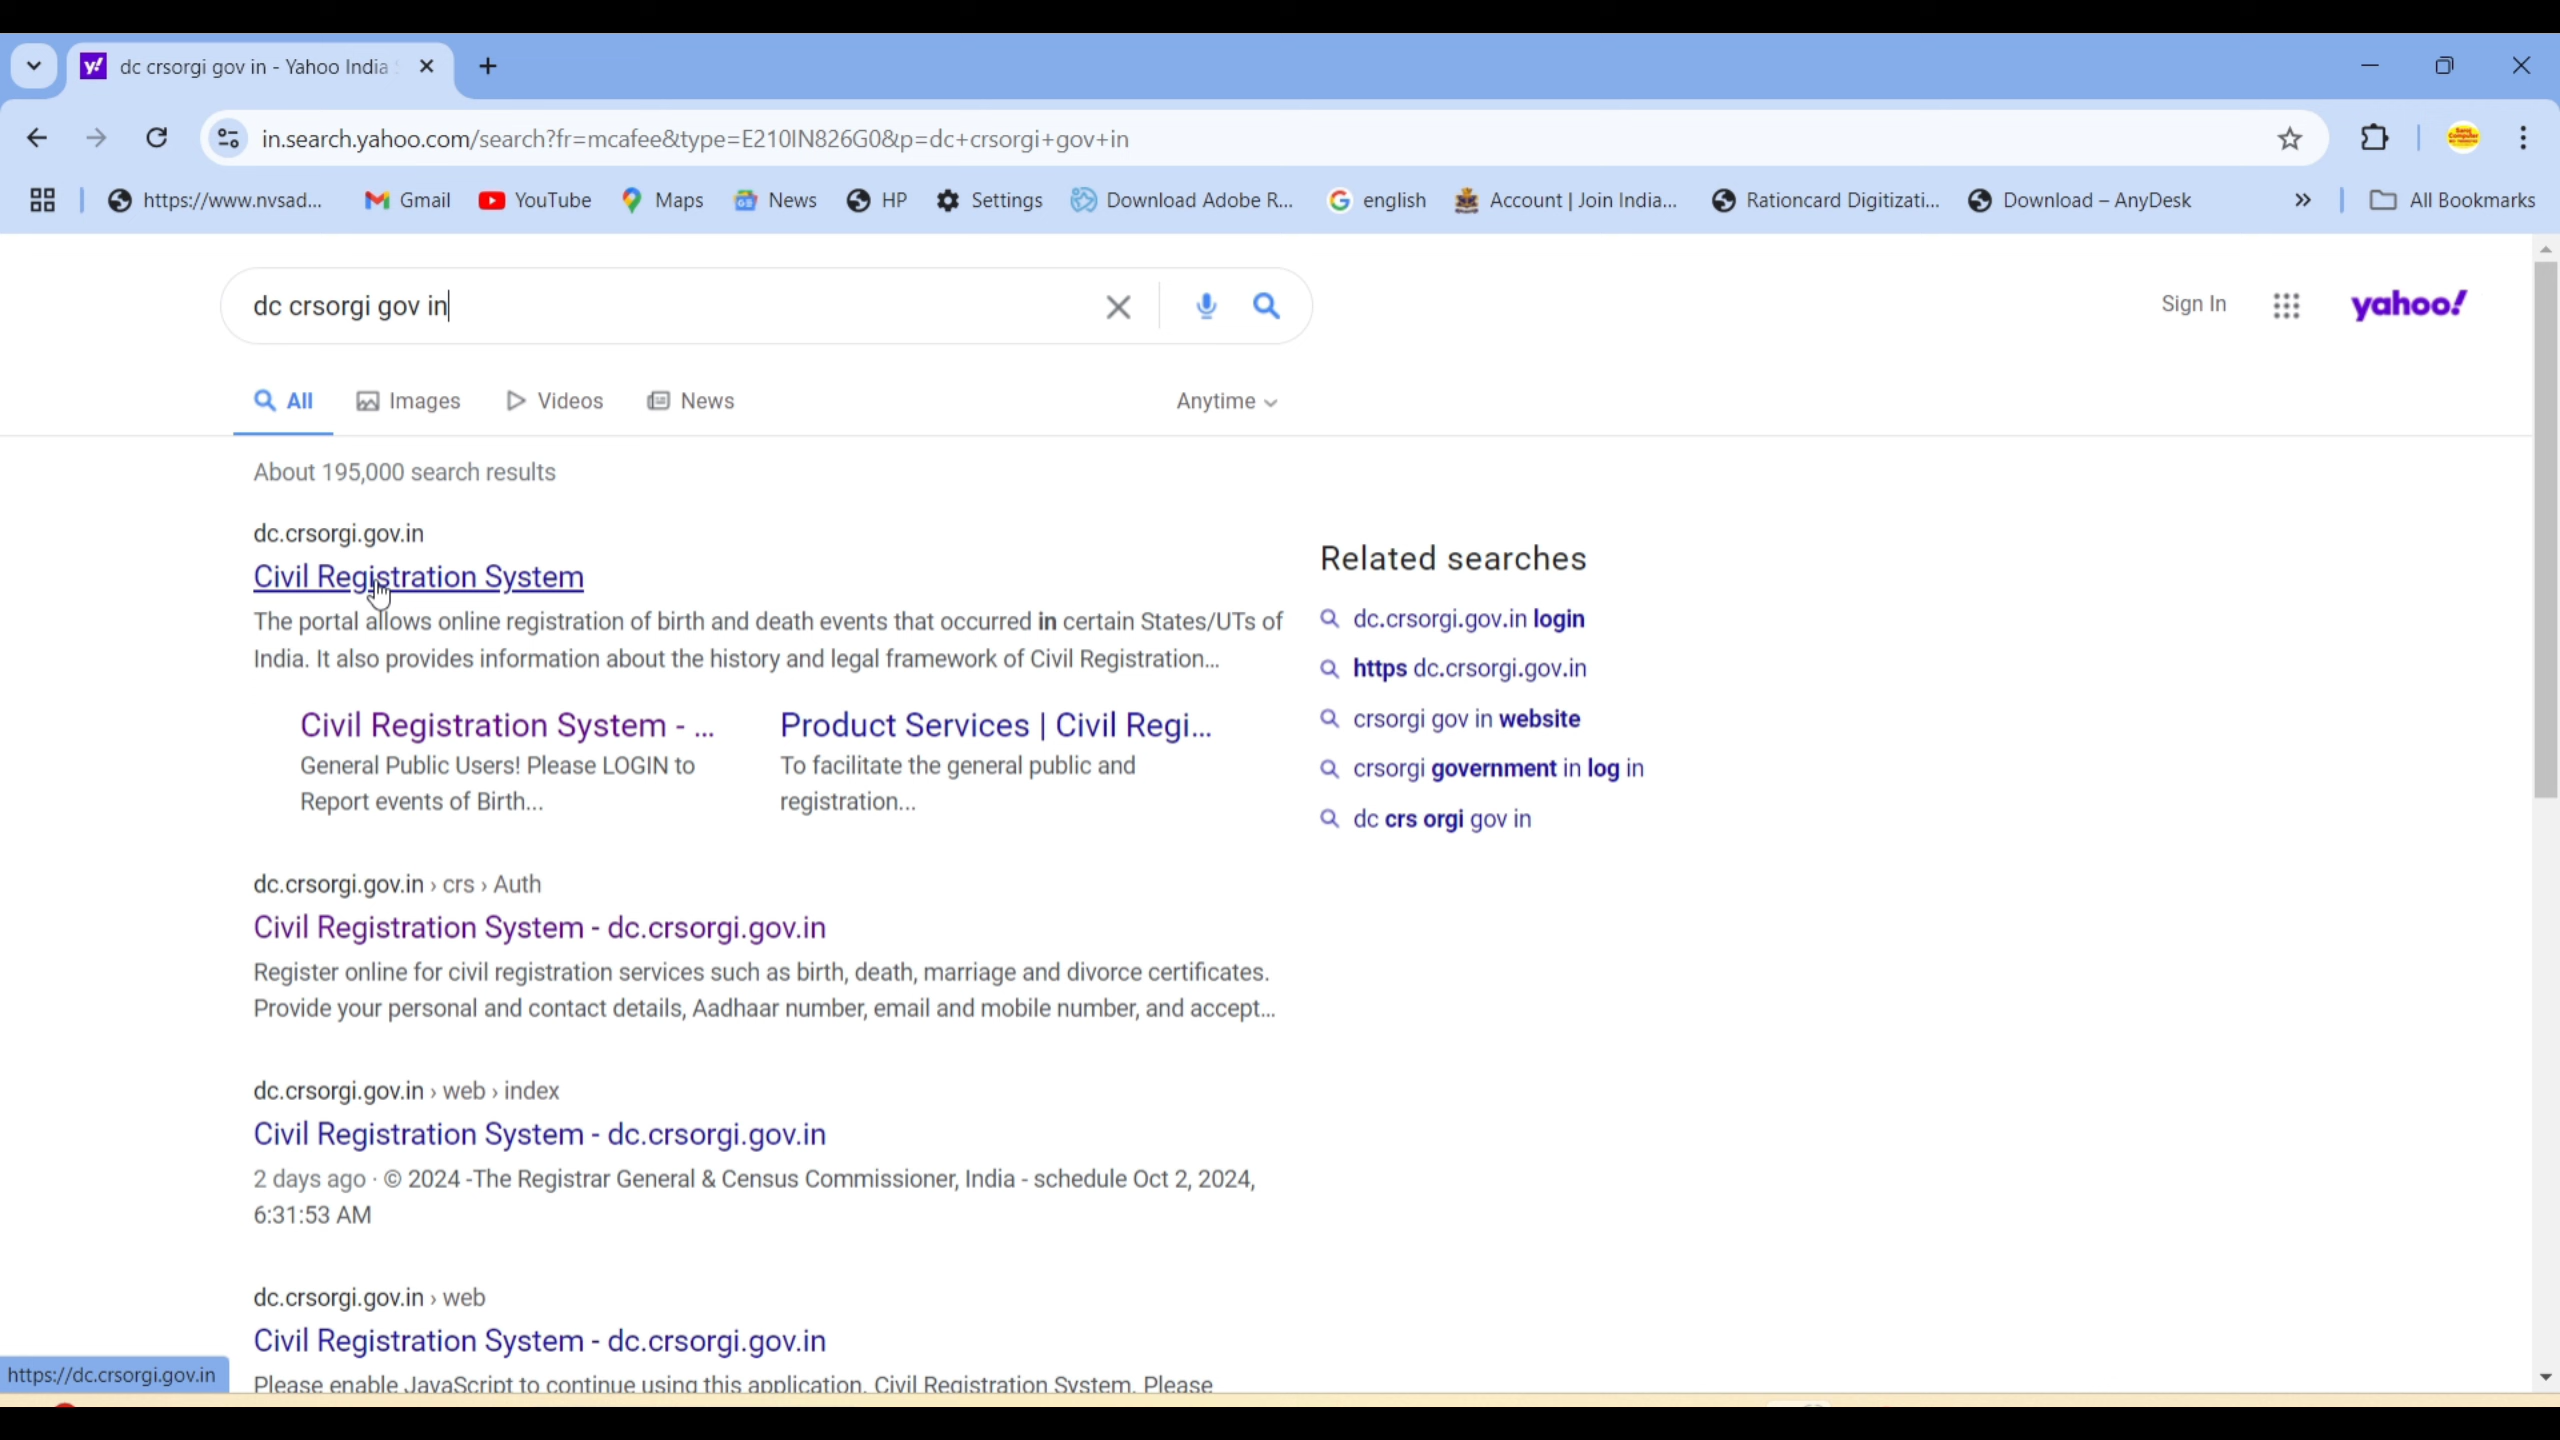 dc crsorgi gov in - Yahoo India
in.search.yahoo.com/search?fr=mcafee&type=E210IN826G0&p=dc+crsorgi+gov+in
https://www.nvsad... Gmail YouTube Maps News HP Settings Download Adobe R... english Account | Join India... Rationcard Digitizati... Download – AnyDesk » All Bookmarks
dc crsorgi gov in
Sign In
yahoo!
All Images Videos News Anytime
About 195,000 search results
dc.crsorgi.gov.in
Civil Registration System
The portal allows online registration of birth and death events that occurred in certain States/UTs of
India. It also provides information about the history and legal framework of Civil Registration...
Civil Registration System - ...
General Public Users! Please LOGIN to
Report events of Birth...
Product Services | Civil Regi...
To facilitate the general public and
registration...
dc.crsorgi.gov.in › crs › Auth
Civil Registration System - dc.crsorgi.gov.in
Register online for civil registration services such as birth, death, marriage and divorce certificates.
Provide your personal and contact details, Aadhaar number, email and mobile number, and accept...
dc.crsorgi.gov.in › web › index
Civil Registration System - dc.crsorgi.gov.in
2 days ago · © 2024 -The Registrar General & Census Commissioner, India - schedule Oct 2, 2024,
6:31:53 AM
dc.crsorgi.gov.in › web
Civil Registration System - dc.crsorgi.gov.in
Please enable JavaScript to continue using this application. Civil Registration System. Please
Related searches
dc.crsorgi.gov.in login
https dc.crsorgi.gov.in
crsorgi gov in website
crsorgi government in log in
dc crs orgi gov in
https://dc.crsorgi.gov.in